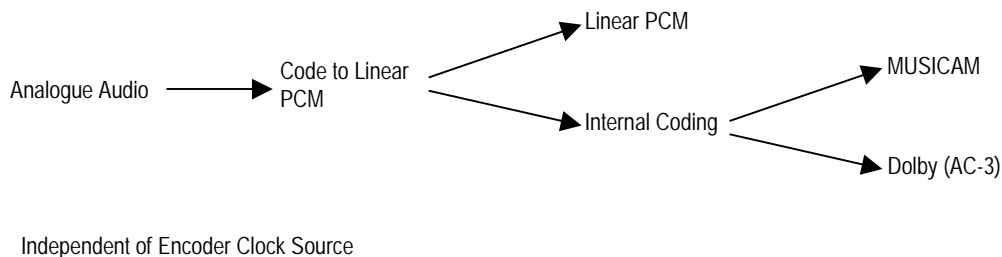 Linear PCM
Analogue Audio
Code to Linear
PCM
MUSICAM
Internal Coding
Dolby (AC-3)
Independent of Encoder Clock Source